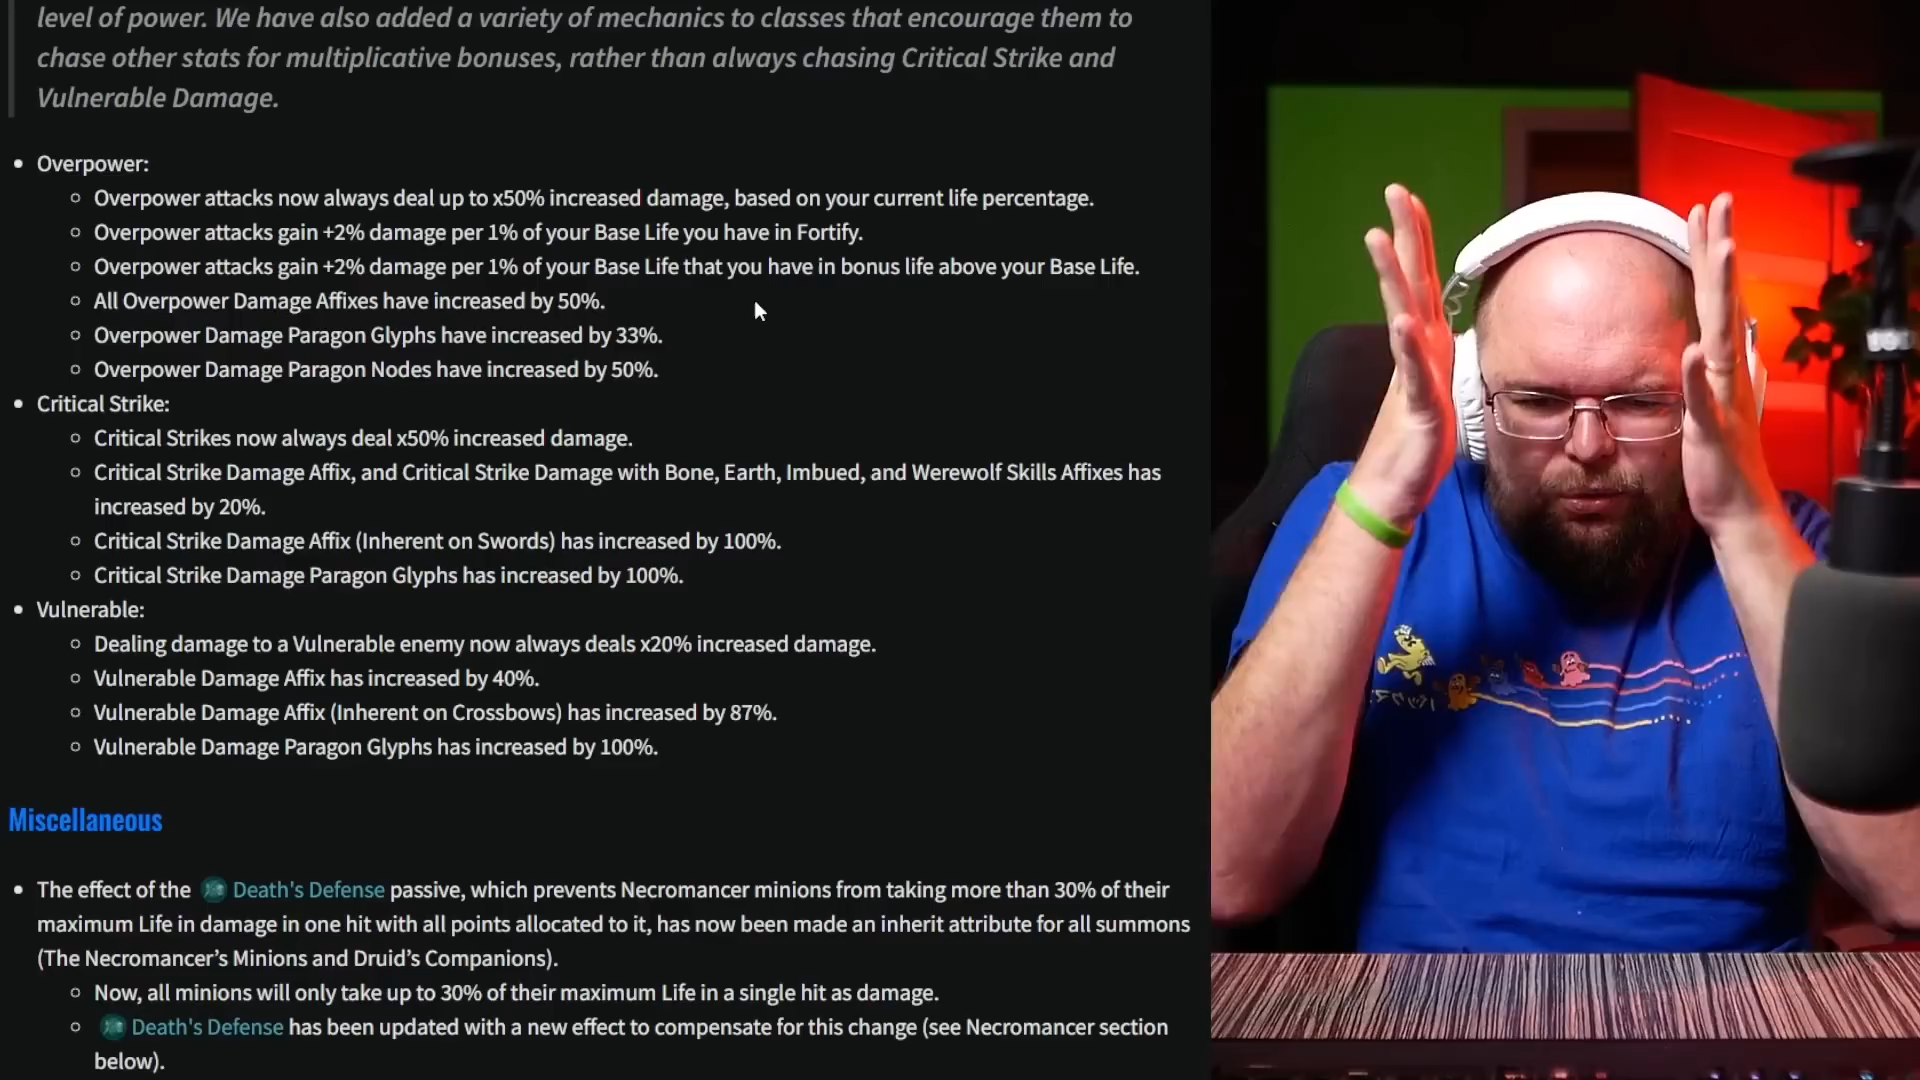 level of power. We have also added a variety of mechanics to classes that encourage them to
chase other stats for multiplicative bonuses, rather than always chasing Critical Strike and
Vulnerable Damage.
• Overpower:
◦ Overpower attacks now always deal up to x50% increased damage, based on your current life percentage.
◦ Overpower attacks gain +2% damage per 1% of your Base Life you have in Fortify.
◦ Overpower attacks gain +2% damage per 1% of your Base Life that you have in bonus life above your Base Life.
◦ All Overpower Damage Affixes have increased by 50%.
◦ Overpower Damage Paragon Glyphs have increased by 33%.
◦ Overpower Damage Paragon Nodes have increased by 50%.
• Critical Strike:
◦ Critical Strikes now always deal x50% increased damage.
◦ Critical Strike Damage Affix, and Critical Strike Damage with Bone, Earth, Imbued, and Werewolf Skills Affixes has
increased by 20%.
◦ Critical Strike Damage Affix (Inherent on Swords) has increased by 100%.
◦ Critical Strike Damage Paragon Glyphs has increased by 100%.
• Vulnerable:
◦ Dealing damage to a Vulnerable enemy now always deals x20% increased damage.
◦ Vulnerable Damage Affix has increased by 40%.
◦ Vulnerable Damage Affix (Inherent on Crossbows) has increased by 87%.
◦ Vulnerable Damage Paragon Glyphs has increased by 100%.
Miscellaneous
• The effect of the Death's Defense passive, which prevents Necromancer minions from taking more than 30% of their
maximum Life in damage in one hit with all points allocated to it, has now been made an inherit attribute for all summons
(The Necromancer’s Minions and Druid’s Companions).
◦ Now, all minions will only take up to 30% of their maximum Life in a single hit as damage.
◦ Death's Defense has been updated with a new effect to compensate for this change (see Necromancer section
below).